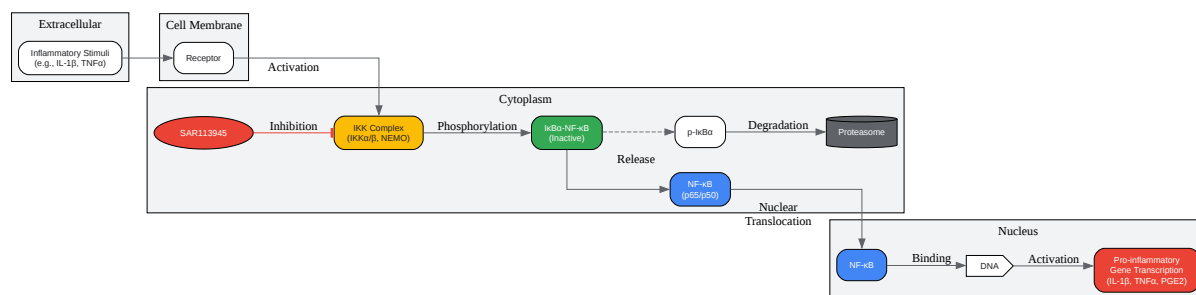 Extracellular
Inflammatory Stimuli
(e.g., IL-1β, TNFα)
Cell Membrane
Receptor
Activation
Cytoplasm
SAR113945
Inhibition
IKK Complex
(IKKα/β, NEMO)
Phosphorylation
IκBα-NF-κB
(Inactive)
Release
p-IκBα
Degradation
Proteasome
NF-κB
(p65/p50)
Nuclear
Translocation
Nucleus
NF-κB
Binding
DNA
Activation
Pro-inflammatory
Gene Transcription
(IL-1β, TNFα, PGE2)